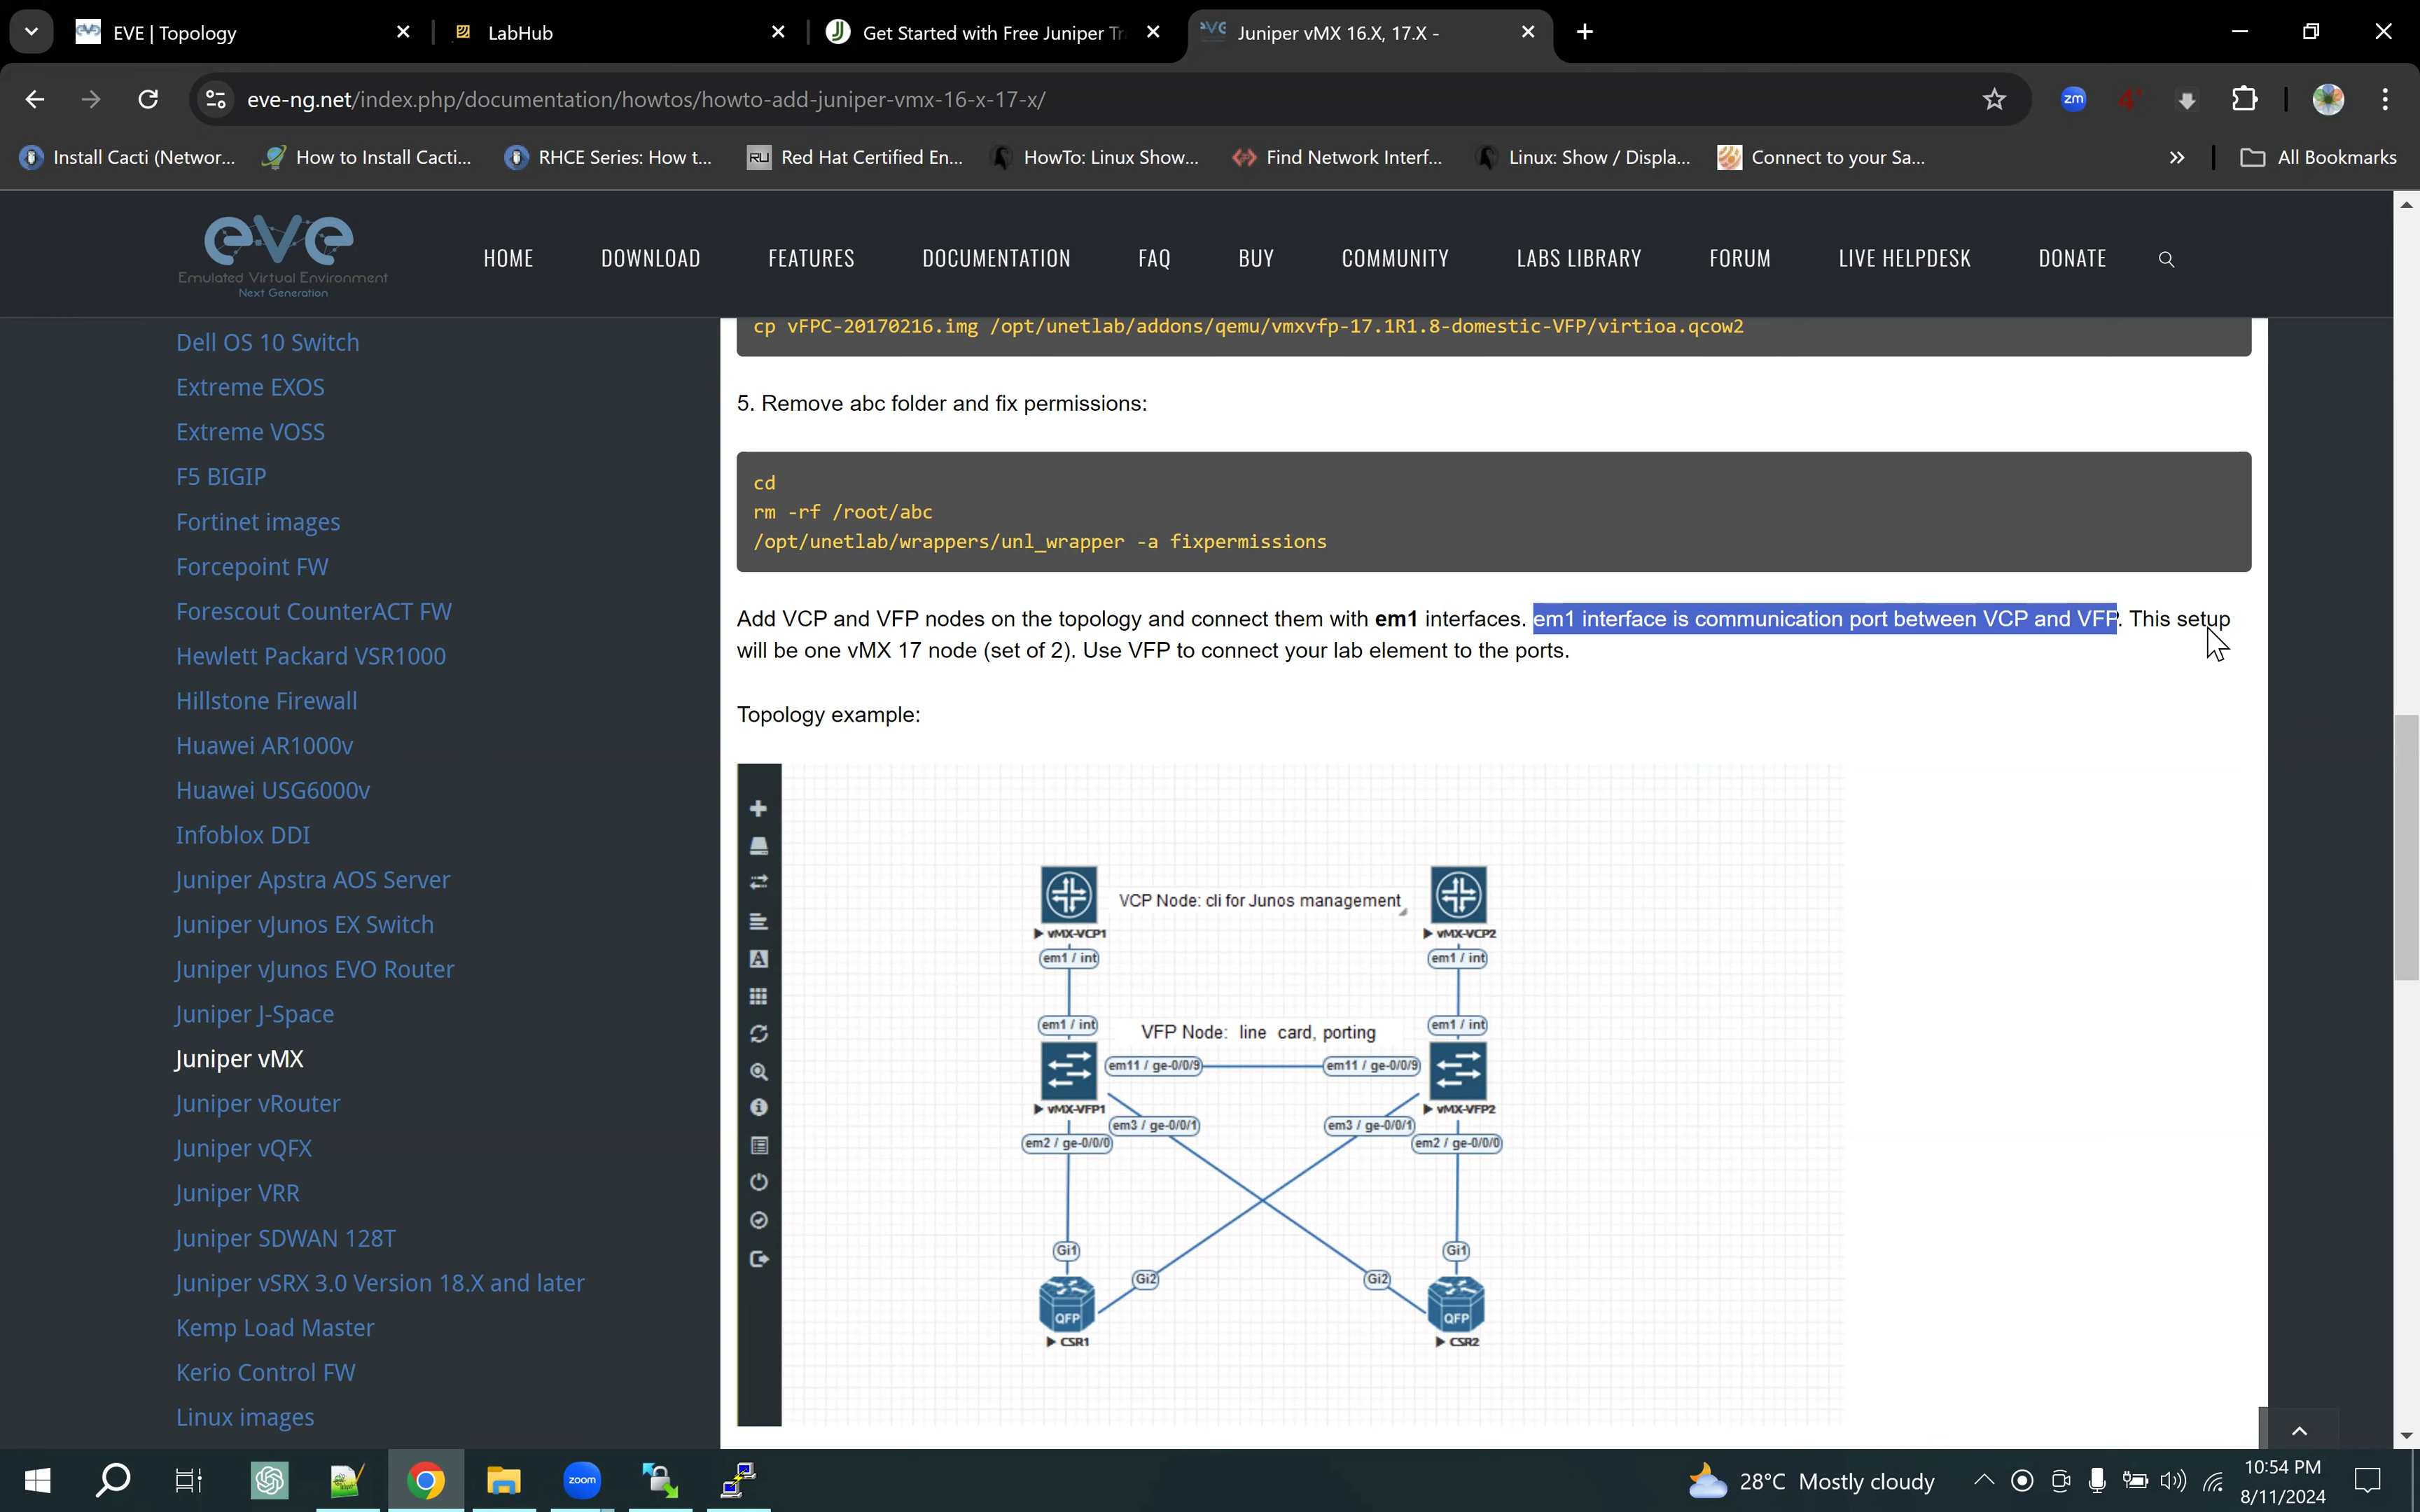 EVE | Topology
LabHub
Get Started with Free Juniper Tr
Juniper vMX 16.X, 17.X -
eve-ng.net/index.php/documentation/howtos/howto-add-juniper-vmx-16-x-17-x/
zm
Install Cacti (Networ...
How to Install Cacti...
RHCE Series: How t...
RU
Red Hat Certified En...
HowTo: Linux Show...
Find Network Interf...
Linux: Show / Displa...
Connect to your Sa...
All Bookmarks
eve
Emulated Virtual Environment
Next Generation
HOME
DOWNLOAD
FEATURES
DOCUMENTATION
FAQ
BUY
COMMUNITY
LABS LIBRARY
FORUM
LIVE HELPDESK
DONATE
Dell OS 10 Switch
Extreme EXOS
Extreme VOSS
F5 BIGIP
Fortinet images
Forcepoint FW
Forescout CounterACT FW
Hewlett Packard VSR1000
Hillstone Firewall
Huawei AR1000v
Huawei USG6000v
Infoblox DDI
Juniper Apstra AOS Server
Juniper vJunos EX Switch
Juniper vJunos EVO Router
Juniper J-Space
Juniper vMX
Juniper vRouter
Juniper vQFX
Juniper VRR
Juniper SDWAN 128T
Juniper vSRX 3.0 Version 18.X and later
Kemp Load Master
Kerio Control FW
Linux images
cp vFPC-20170216.img /opt/unetlab/addons/qemu/vmxvfp-17.1R1.8-domestic-VFP/virtioa.qcow2
5. Remove abc folder and fix permissions:
cd
rm -rf /root/abc
/opt/unetlab/wrappers/unl_wrapper -a fixpermissions
Add VCP and VFP nodes on the topology and connect them with em1 interfaces. em1 interface is communication port between VCP and VFP. This setup
will be one vMX 17 node (set of 2). Use VFP to connect your lab element to the ports.
Topology example:
VCP Node: cli for Junos management
vMX-VCP1
vMX-VCP2
em1 / int
em1 / int
em1 / int
VFP Node: line card, porting
em1 / int
em11 / ge-0/0/9
em11 / ge-0/0/9
vMX-VFP1
vMX-VFP2
em3 / ge-0/0/1
em3 / ge-0/0/1
em2 / ge-0/0/0
em2 / ge-0/0/0
Gi1
Gi1
Gi2
Gi2
QFP
QFP
CSR1
CSR2
zoom
28°C Mostly cloudy
10:54 PM
8/11/2024